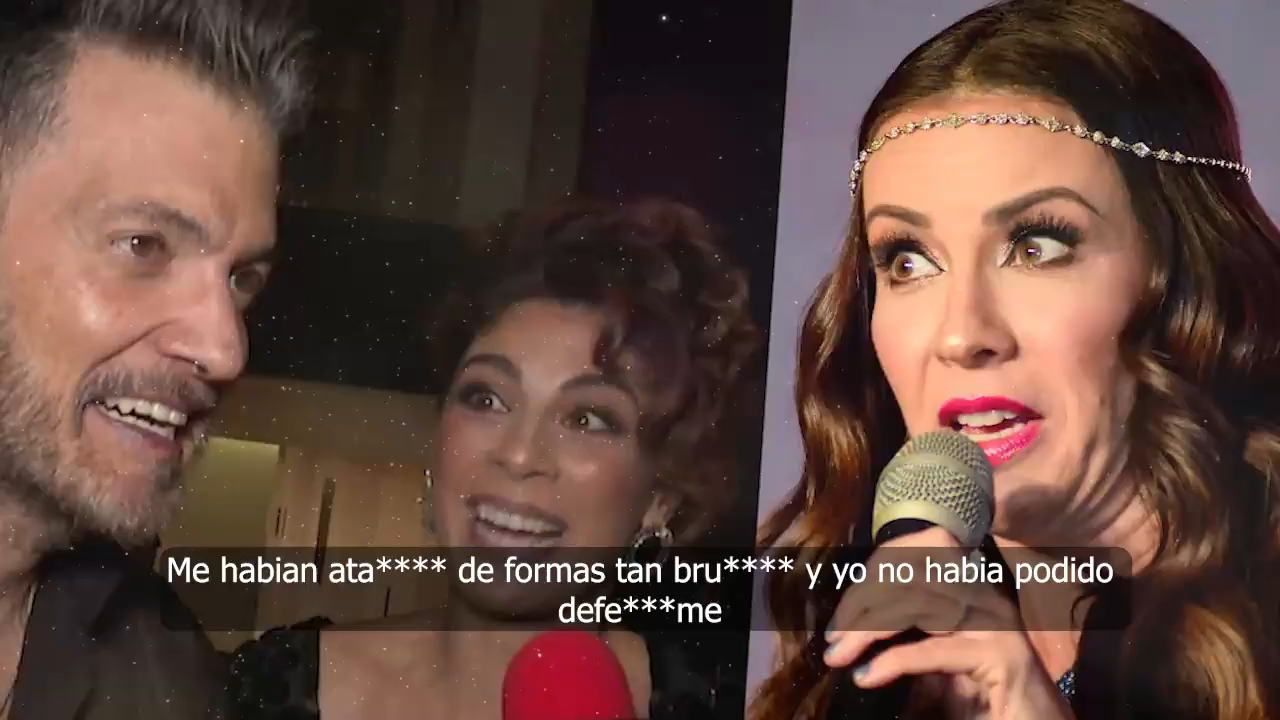 Me habian ata**** de formas tan bru**** y yo no habia podido
defe***me